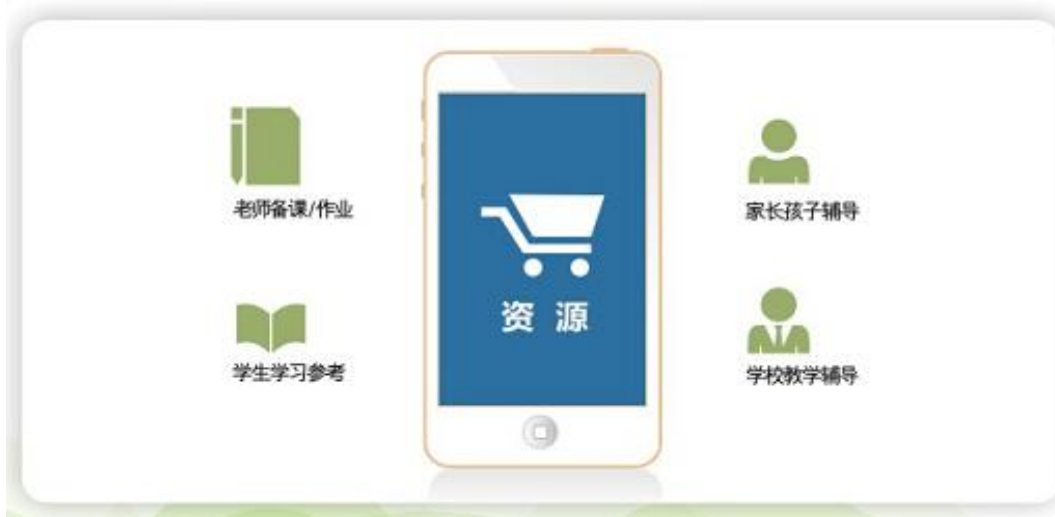 老师备课/作业
学生学习参考
资源
家长孩子辅导
学校教学辅导